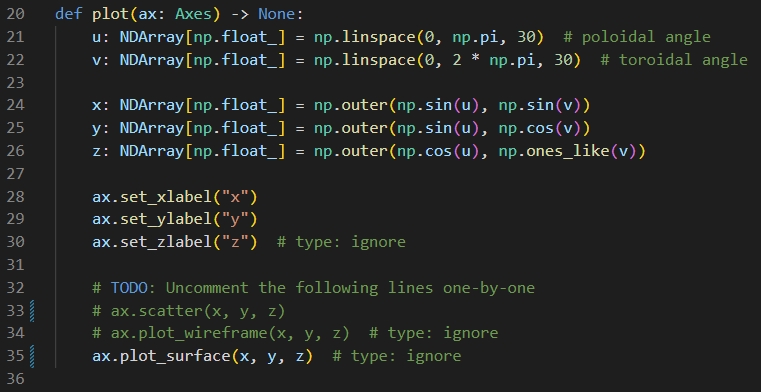 20 def plot(ax: Axes) -> None:
21     u: NDArray[np.float_] = np.linspace(0, np.pi, 30)  # poloidal angle
22     v: NDArray[np.float_] = np.linspace(0, 2 * np.pi, 30)  # toroidal angle
23
24     x: NDArray[np.float_] = np.outer(np.sin(u), np.sin(v))
25     y: NDArray[np.float_] = np.outer(np.sin(u), np.cos(v))
26     z: NDArray[np.float_] = np.outer(np.cos(u), np.ones_like(v))
27
28     ax.set_xlabel("x")
29     ax.set_ylabel("y")
30     ax.set_zlabel("z")  # type: ignore
31
32     # TODO: Uncomment the following lines one-by-one
33     # ax.scatter(x, y, z)
34     # ax.plot_wireframe(x, y, z)  # type: ignore
35     ax.plot_surface(x, y, z)  # type: ignore
36